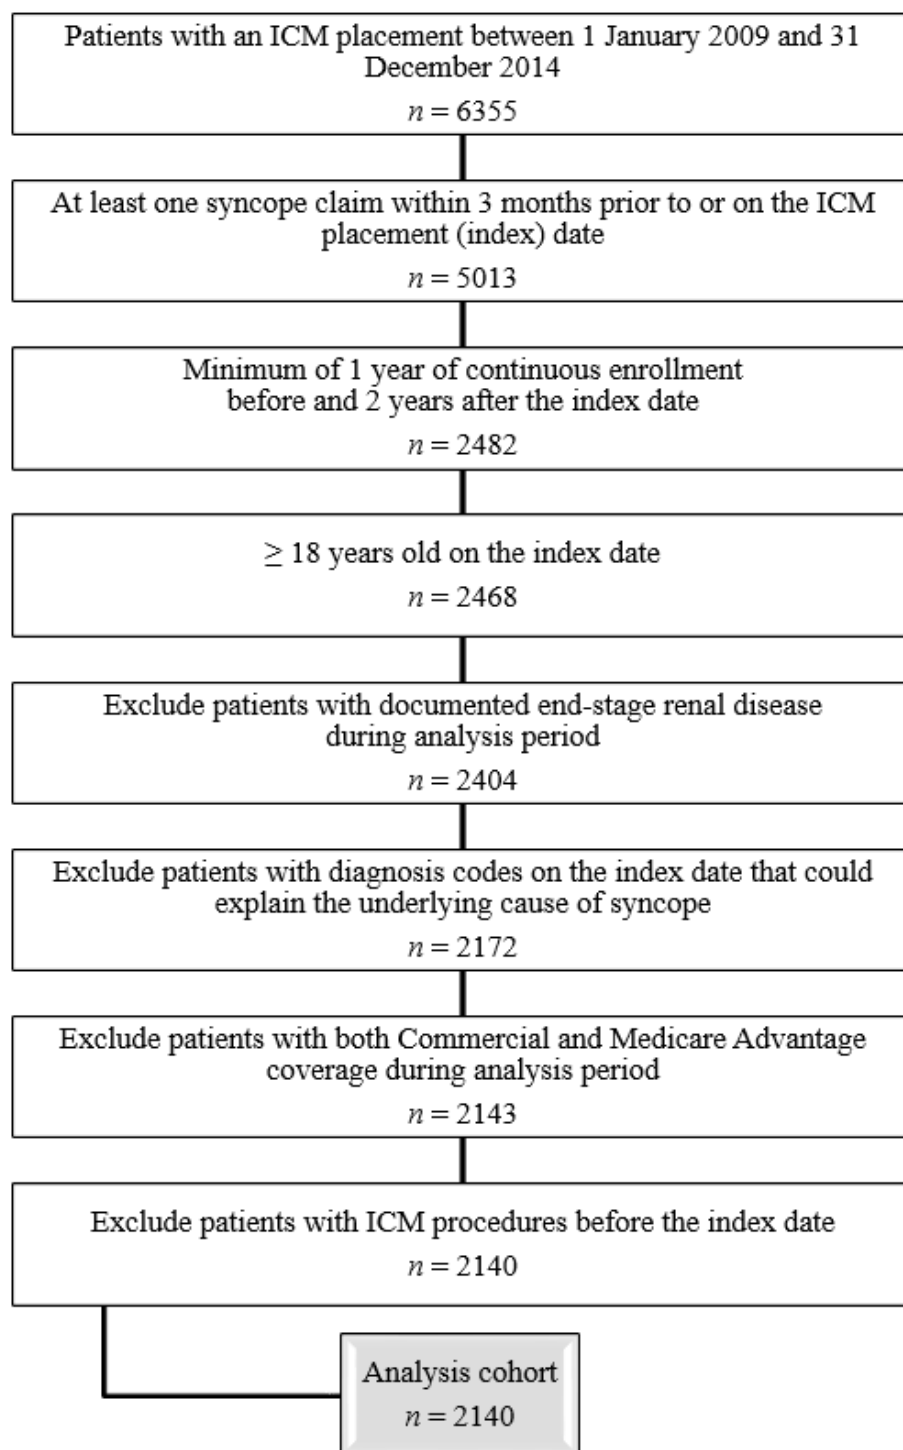 Patients with an ICM placement between 1 January 2009 and 31
December 2014
n = 6355
At least one syncope claim within 3 months prior to or on the ICM
placement (index) date
n = 5013
Minimum of 1 year of continuous enrollment
before and 2 years after the index date
n = 2482
≥ 18 years old on the index date
n = 2468
Exclude patients with documented end-stage renal disease
during analysis period
n = 2404
Exclude patients with diagnosis codes on the index date that could
explain the underlying cause of syncope
n = 2172
Exclude patients with both Commercial and Medicare Advantage
coverage during analysis period
n = 2143
Exclude patients with ICM procedures before the index date
n = 2140
Analysis cohort
n = 2140